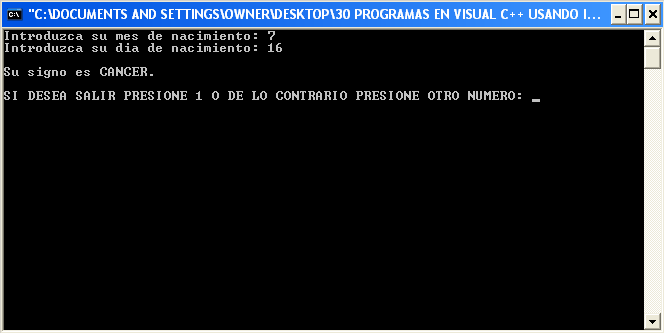 "C:\DOCUMENTS AND SETTINGS\OWNER\DESKTOP\30 PROGRAMAS EN VISUAL C++ USANDO I...
Introduzca su mes de nacimiento: 7
Introduzca su dia de nacimiento: 16
Su signo es CANCER.
SI DESEA SALIR PRESIONE 1 O DE LO CONTRARIO PRESIONE OTRO NUMERO: _